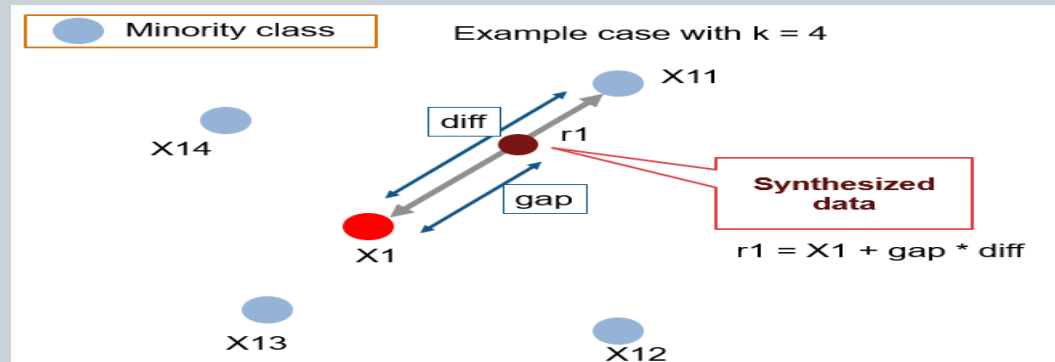 Minority class
Example case with k = 4
X11
diff
r1
X14
Synthesized
data
gap
r1 = X1 + gap * diff
X1
X13
X12